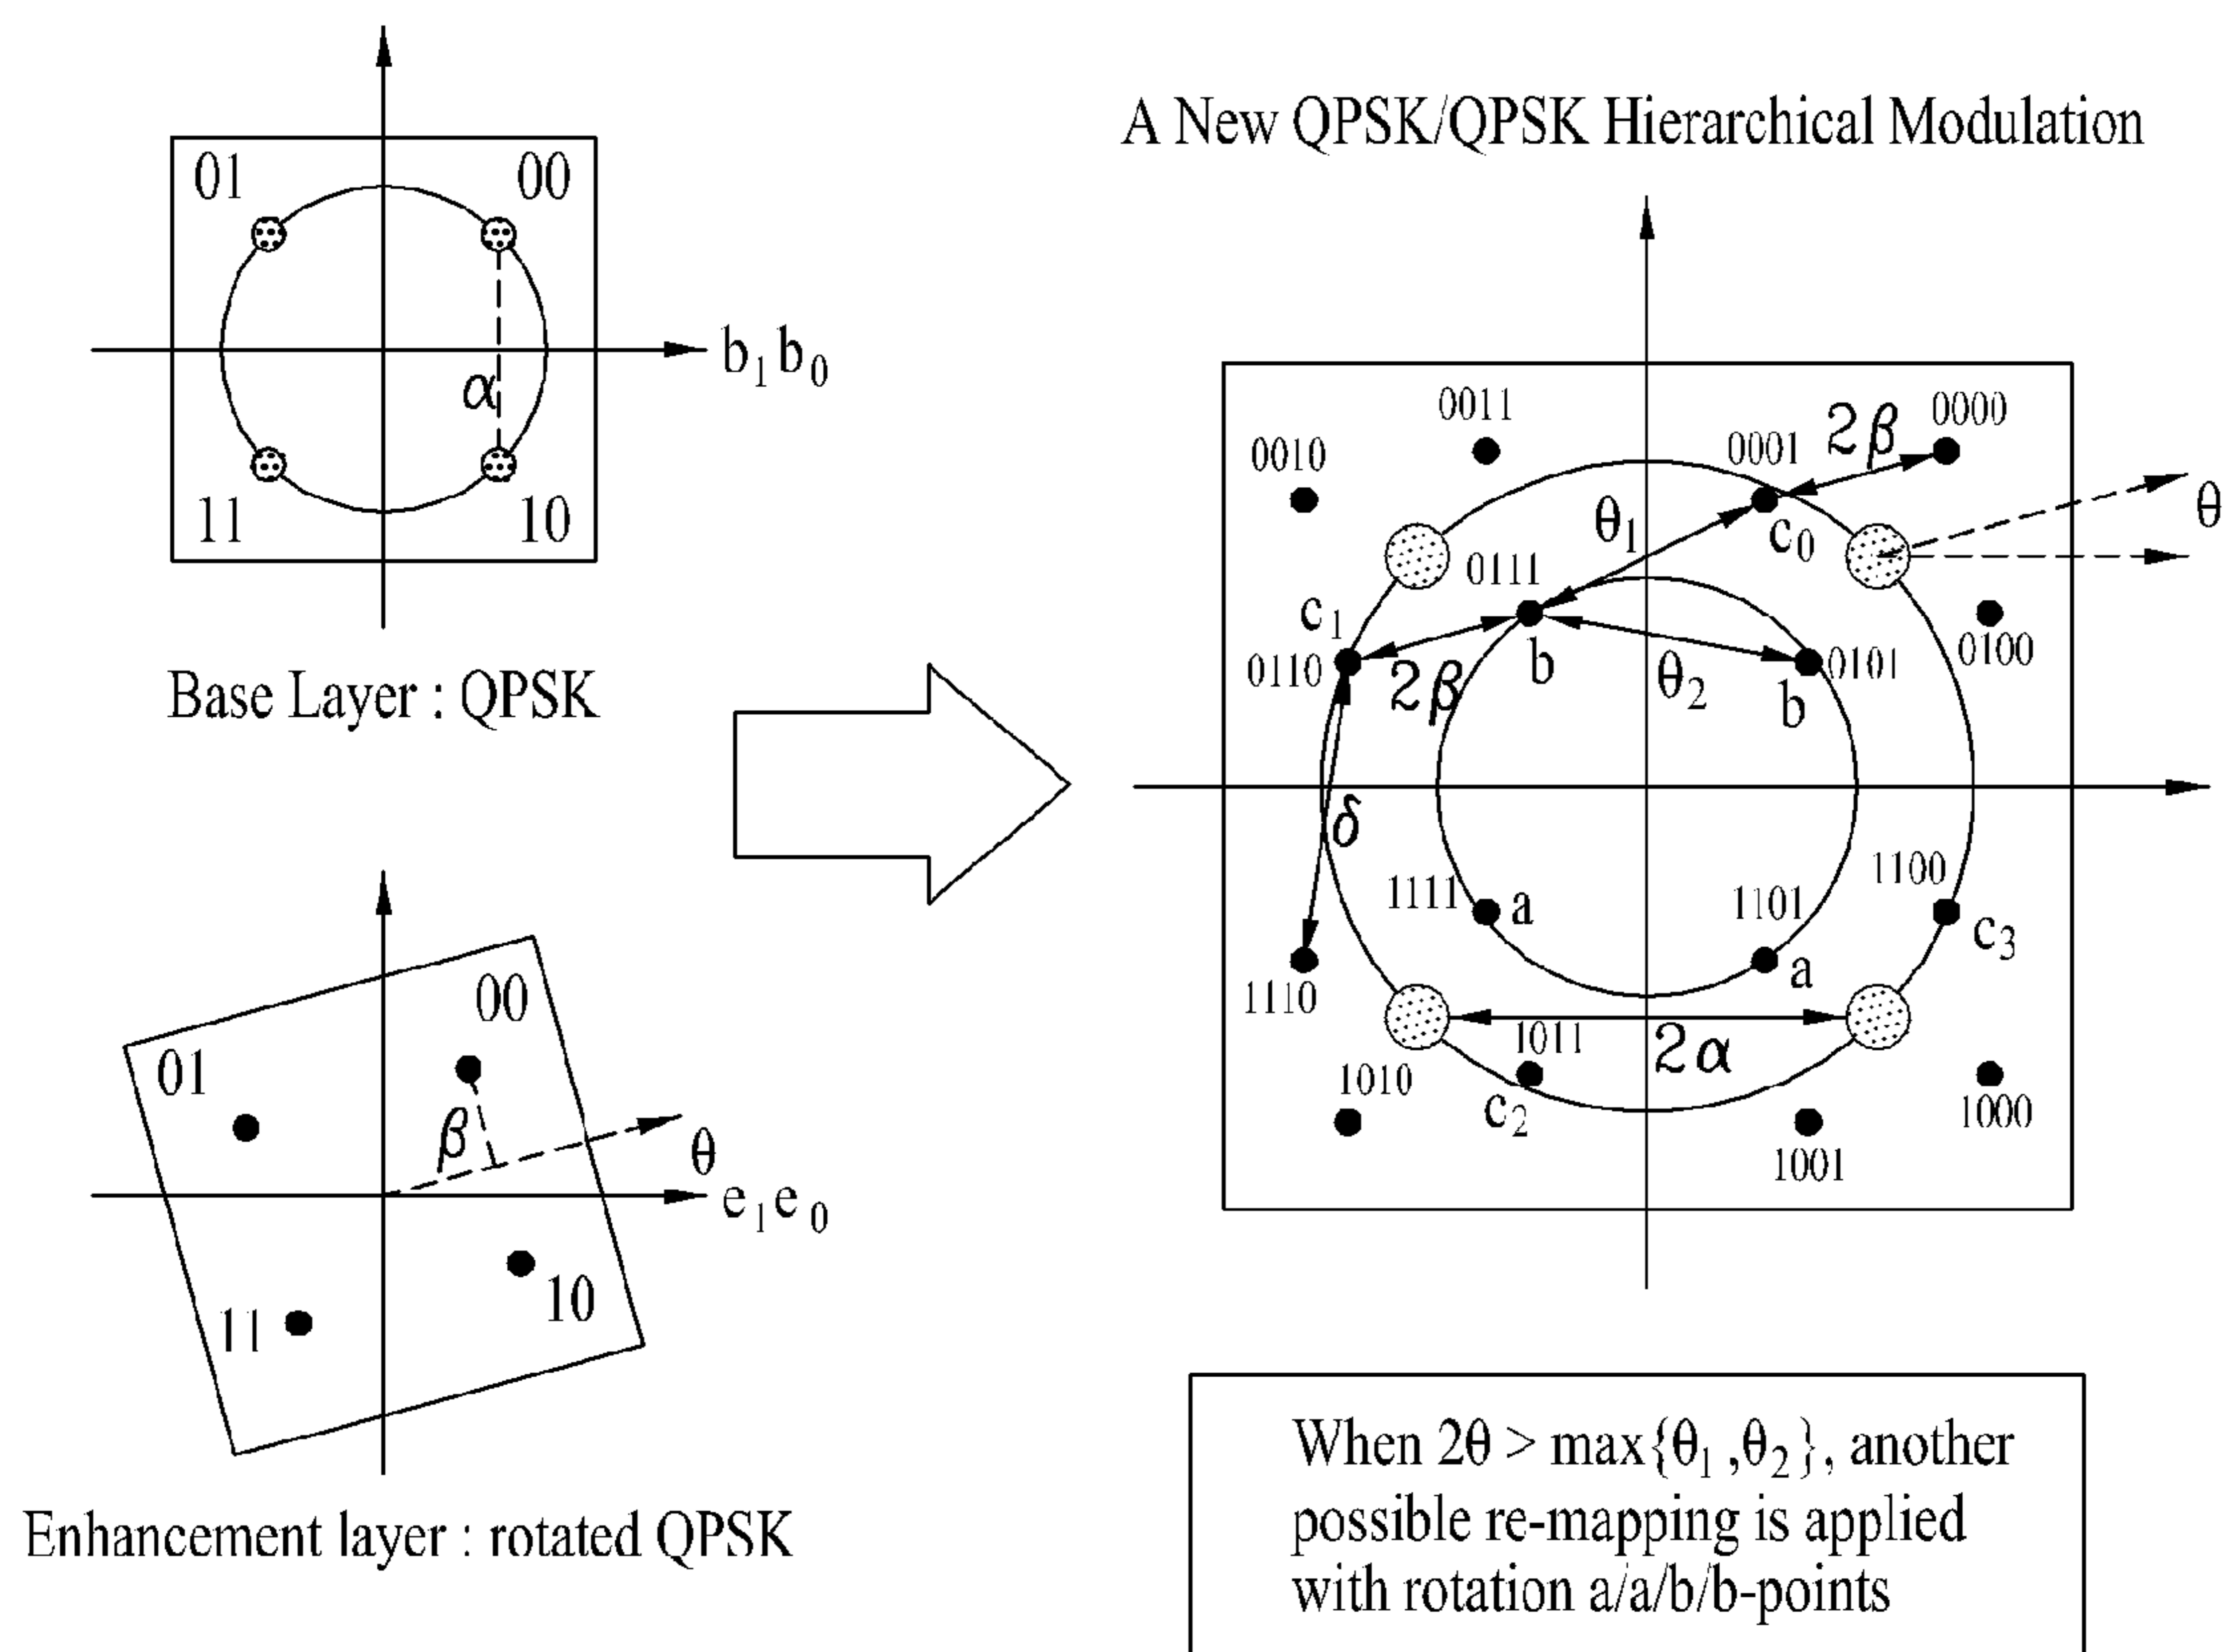 01
00
α
b₁b₀
11
10
Base Layer : QPSK
00
01
β
θ
e₁e₀
10
11
Enhancement layer : rotated QPSK
A New QPSK/QPSK Hierarchical Modulation
0011
0000
0010
0001
2β
θ
θ₁
c₀
0111
c₁
0110
2β
b
θ₂
0101
b
0100
δ
1111
a
1101
a
1100
c₃
1110
1011
2α
1010
c₂
1001
1000
When 2θ > max{θ₁ ,θ₂}, another
possible re-mapping is applied
with rotation a/a/b/b-points